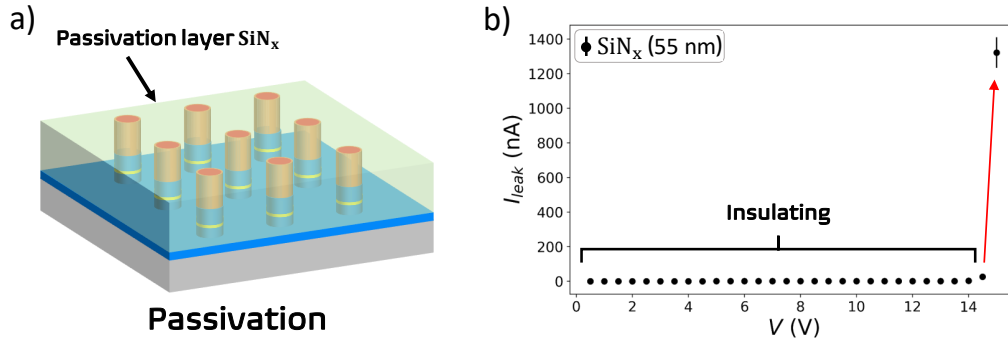 a)
Passivation layer SiNₓ
Passivation
b)
1400
1200
1000
800
600
400
200
0
I_leak (nA)
SiNₓ (55 nm)
Insulating
0 2 4 6 8 10 12 14
V (V)